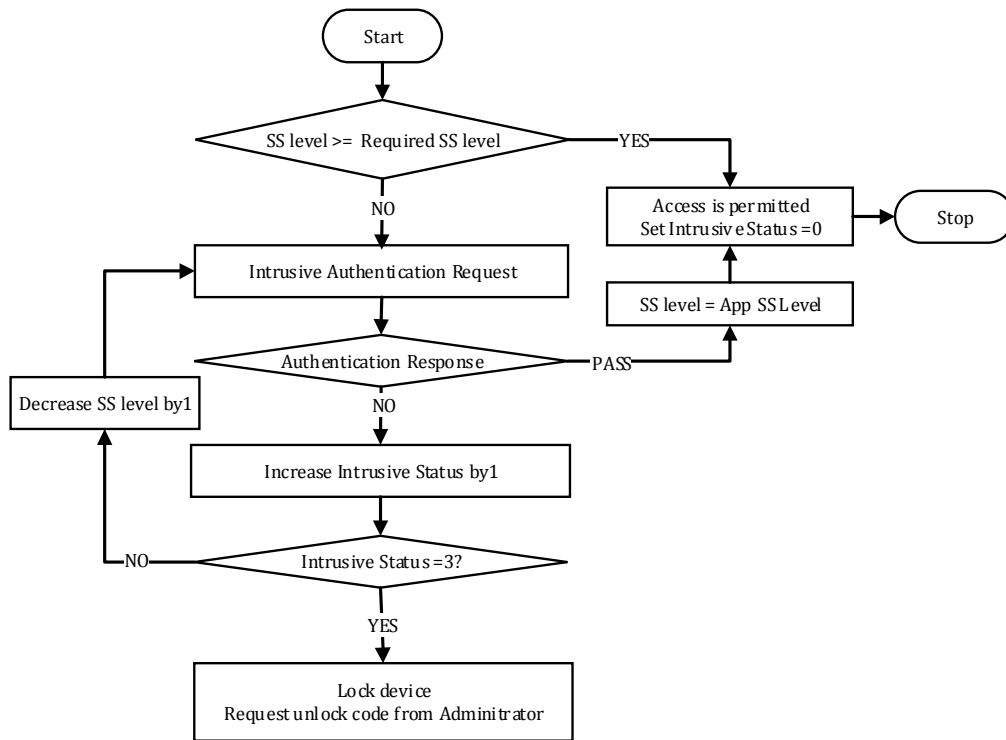 Start
SS level >= Required SS level
YES
NO
Access is permitted
Set Intrusive Status =0
Stop
Intrusive Authentication Request
SS level = App SS Level
Authentication Response
PASS
Decrease SS level by1
NO
Increase Intrusive Status by1
Intrusive Status =3?
NO
YES
Lock device
Request unlock code from Adminitrator